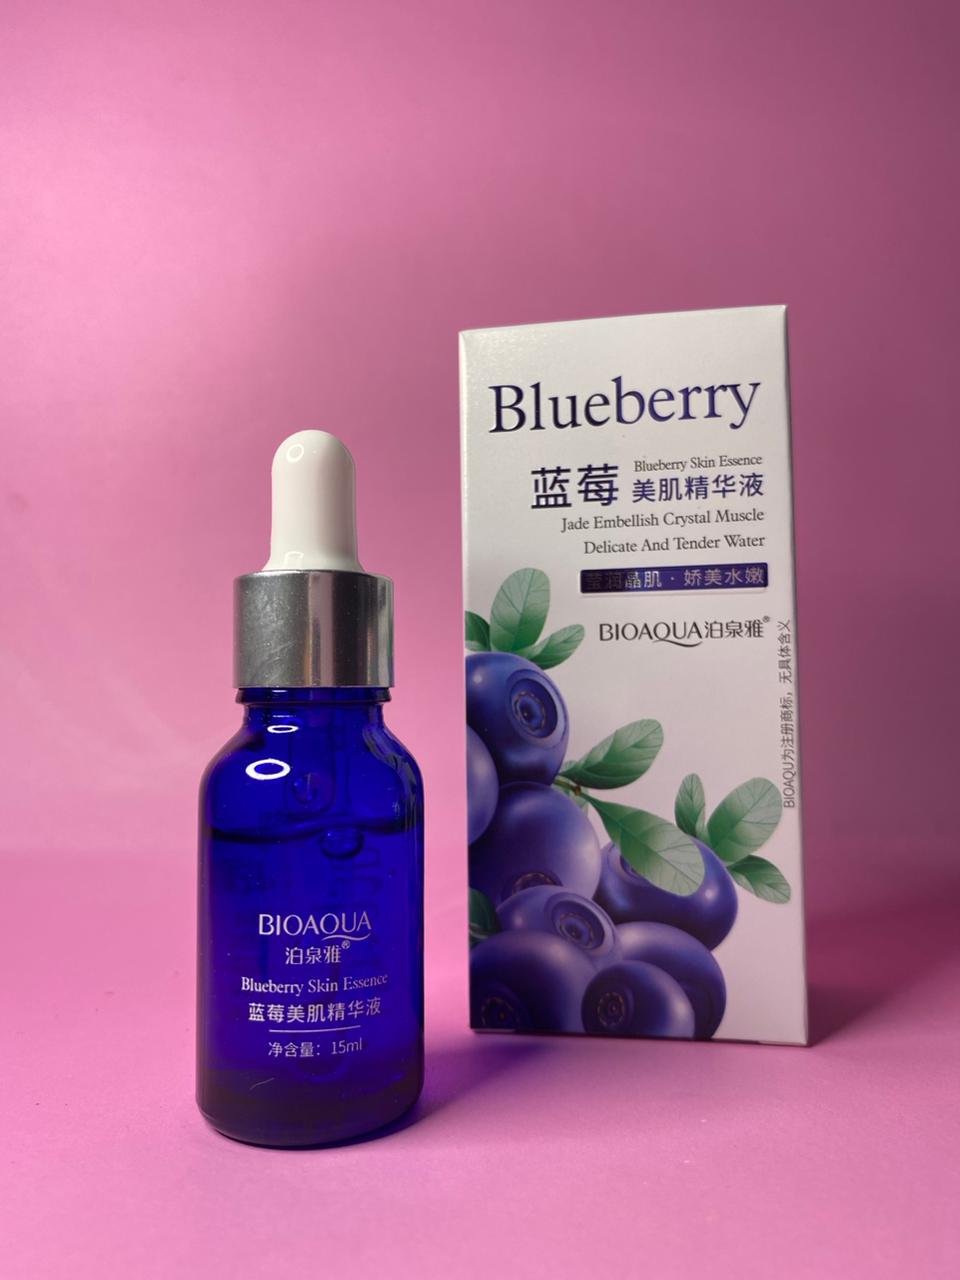 Blueberry
蓝莓
Blueberry Skin Essence
美肌精华液
Jade Embellish Crystal Muscle
Delicate And Tender Water
莹润晶肌·娇美水嫩
BIOAQUA泊泉雅®
BIOAQU为注册商标，无具体含义
BIOAQUA
泊泉雅®
Blueberry Skin Essence
蓝莓美肌精华液
净含量：15ml